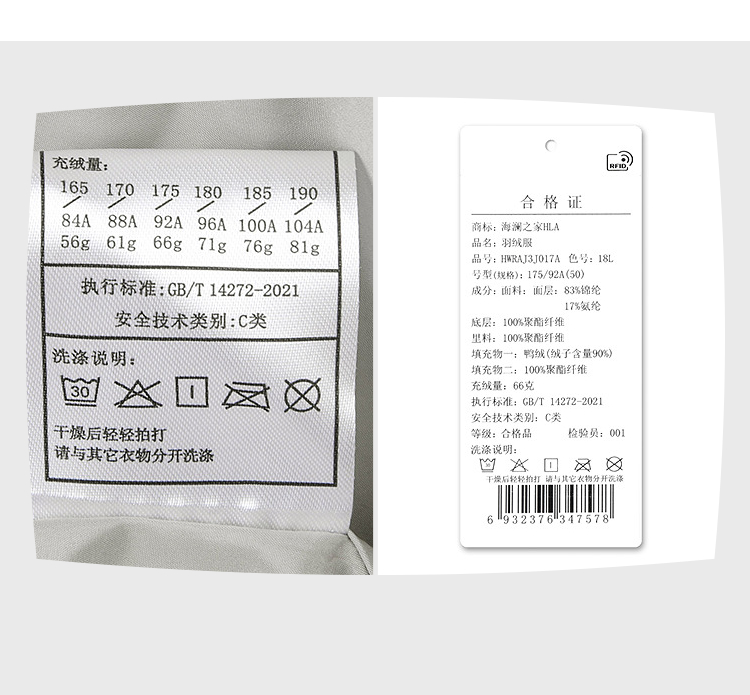 充绒量:
165 170 175 180 185 190
84A 88A 92A 96A 100A 104A
56g 61g 66g 71g 76g 81g
执行标准:GB/T 14272-2021
安全技术类别:C类
洗涤说明:
30
干燥后轻轻拍打
请与其它衣物分开洗涤
RFID
合格证
商标: 海澜之家HLA
品名: 羽绒服
品号: HWRAJ3J017A 色号: 18L
号型(规格): 175/92A(50)
成分: 面料: 面层: 83%锦纶
17%氨纶
底层: 100%聚酯纤维
里料: 100%聚酯纤维
填充物一: 鸭绒(绒子含量90%)
填充物二: 100%聚酯纤维
充绒量: 66克
执行标准: GB/T 14272-2021
安全技术类别: C类
等级: 合格品 检验员: 001
洗涤说明:
30
干燥后轻轻拍打 请与其它衣物分开洗涤
6 932376 347578